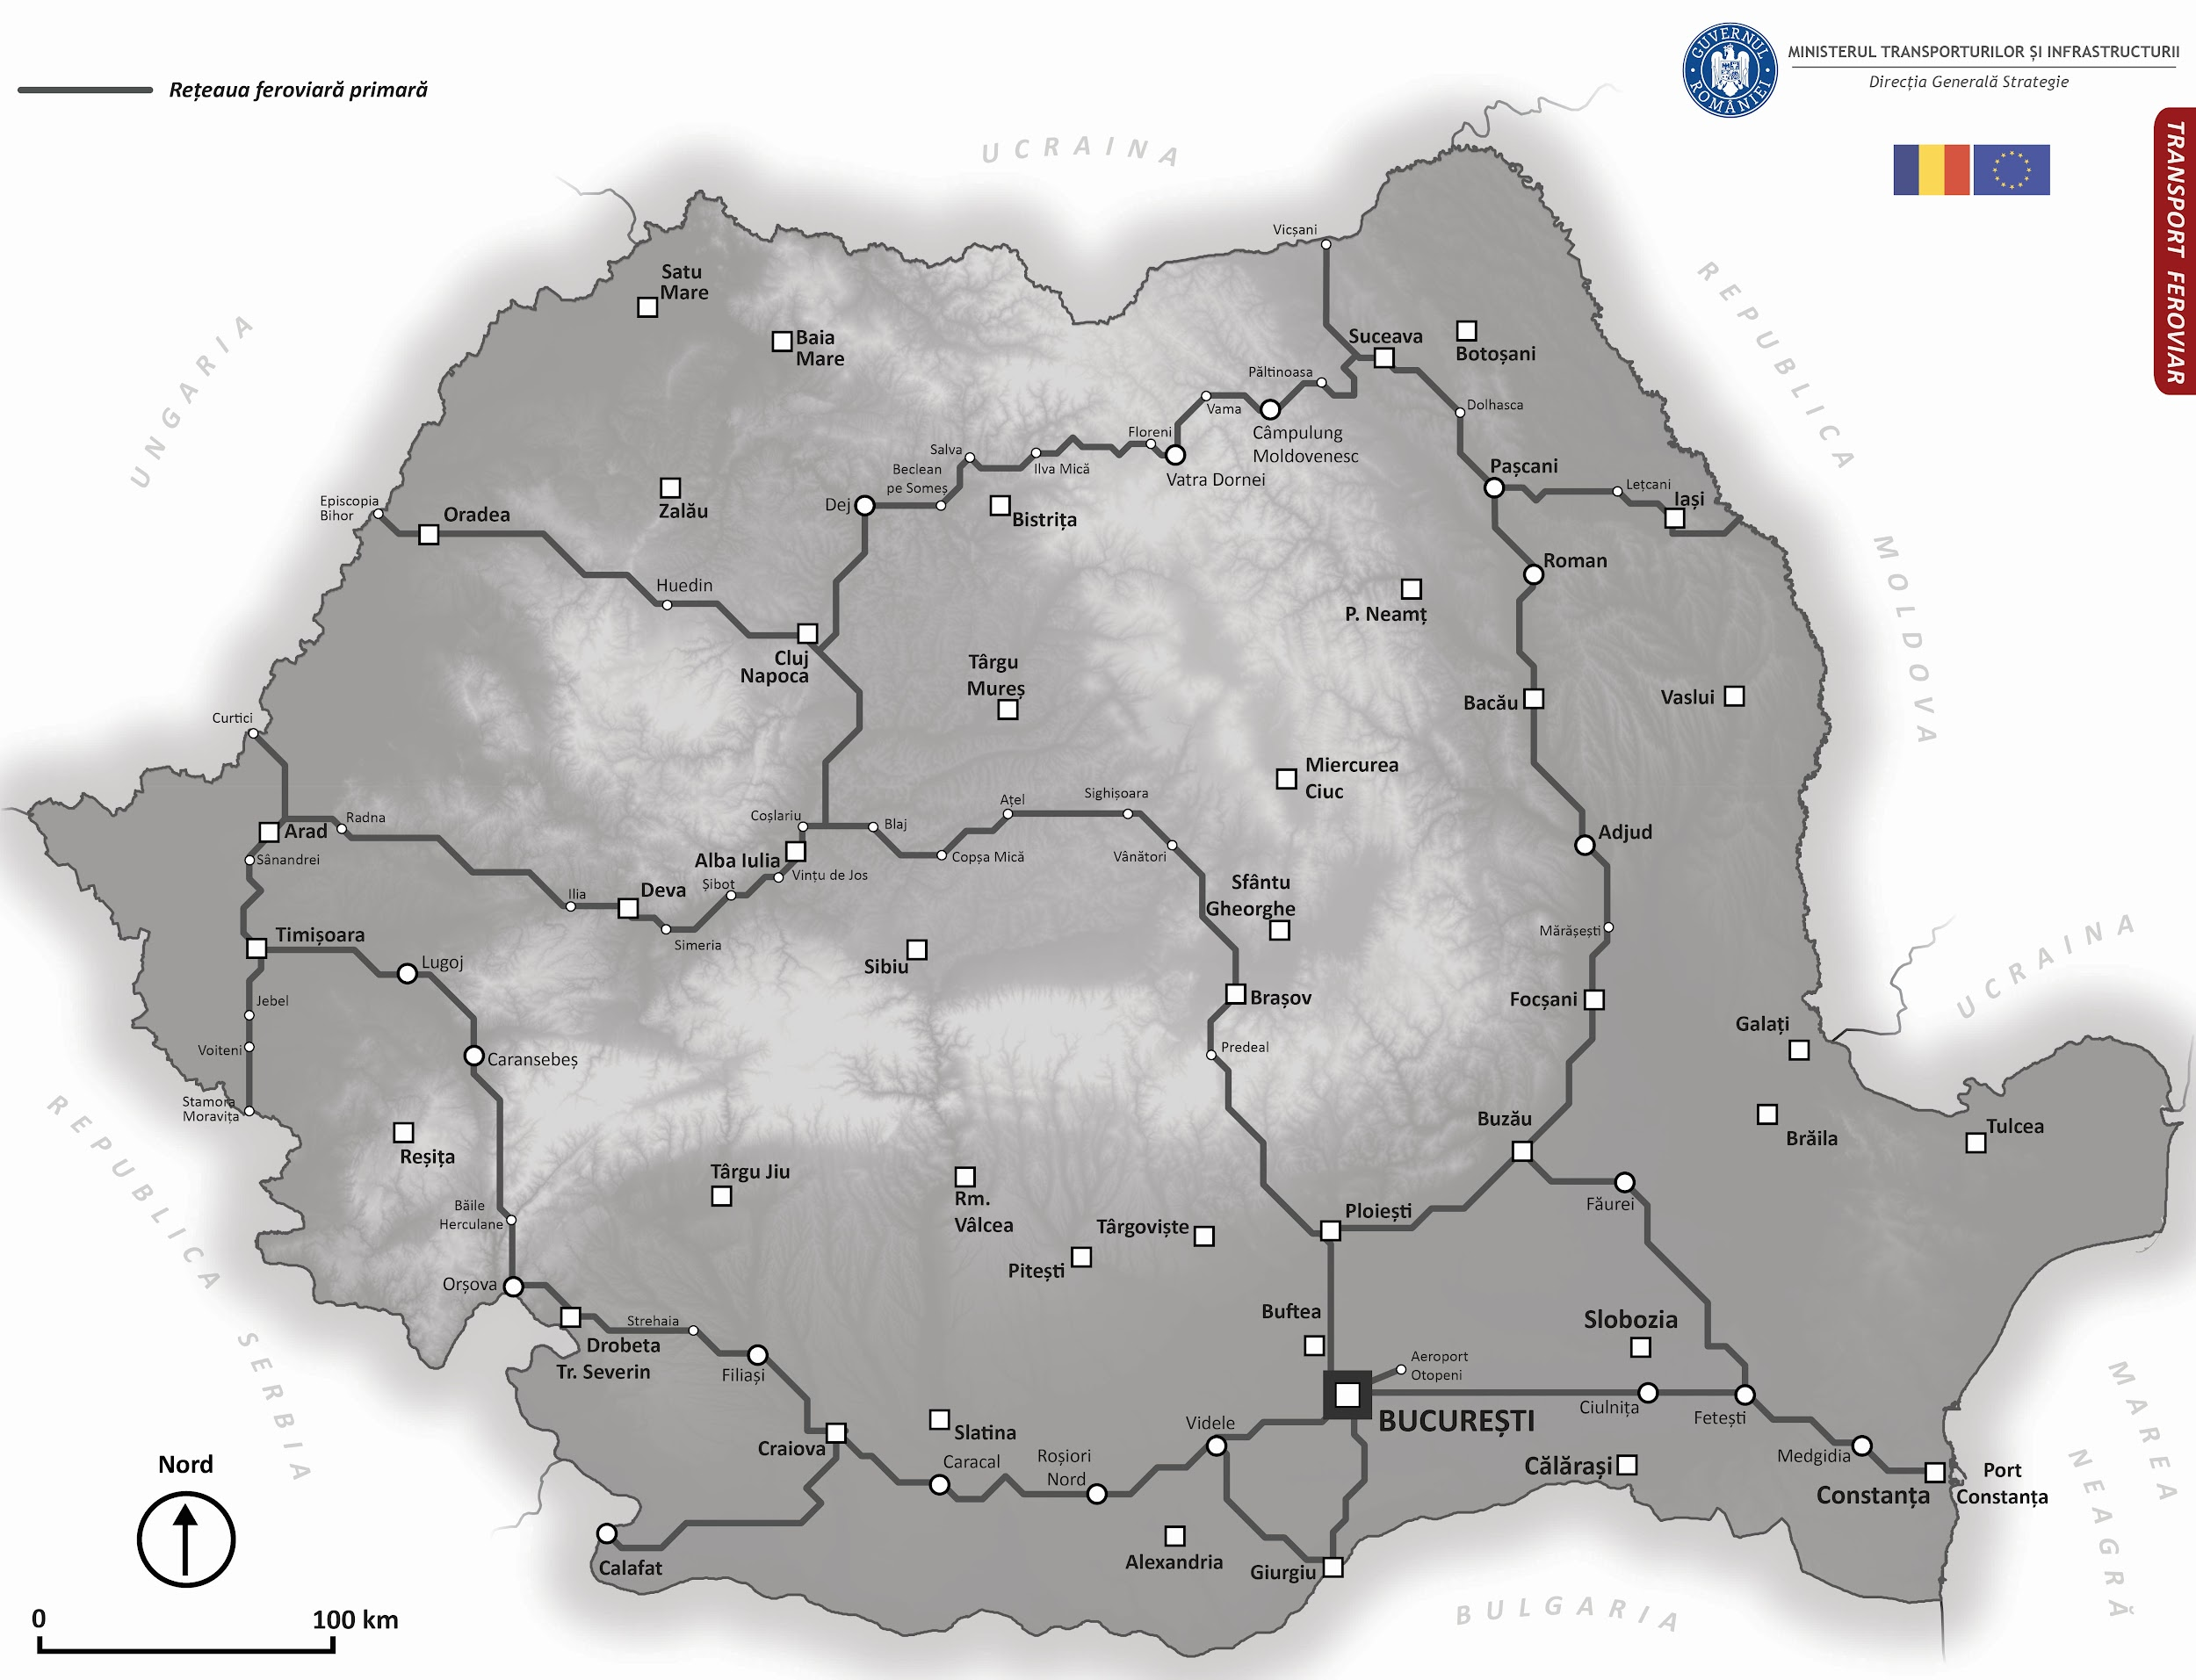 GUVERNUL ROMÂNIEI
MINISTERUL TRANSPORTURILOR ȘI INFRASTRUCTURII
Direcția Generală Strategie
TRANSPORT FEROVIAR
Rețeaua feroviară primară
UCRAINA
UNGARIA
REPUBLICA
MOLDOVA
Vicșani
Satu
Mare
Baia
Mare
Suceava
Botoșani
Păltinoasa
Vama
Dolhasca
Câmpulung
Moldovenesc
Floreni
Vatra Dornei
Salva
Ilva Mică
Beclean
pe Someș
Dej
Bistrița
Pașcani
Lețcani
Iași
Zalău
Episcopia
Bihor
Oradea
Huedin
Cluj
Napoca
Roman
P. Neamț
Târgu
Mureș
Bacău
Vaslui
Curtici
Miercurea
Ciuc
Arad
Radna
Sânandrei
Coșlariu
Blaj
Ațel
Sighișoara
Copșa Mică
Vânători
Adjud
Alba Iulia
Vințu de Jos
Șibot
Ilia
Deva
Simeria
Sfântu
Gheorghe
Mărășești
Timișoara
Lugoj
Sibiu
Brașov
Focșani
UCRAINA
Jebel
Voiteni
Stamora
Moravița
Caransebeș
Predeal
Galați
Brăila
Tulcea
REPUBLICA
SERBIA
Reșița
Băile
Herculane
Târgu Jiu
Rm.
Vâlcea
Târgoviște
Pitești
Ploiești
Buzău
Făurei
Orșova
Drobeta
Tr. Severin
Strehaia
Filiași
Buftea
Aeroport
Otopeni
BUCUREȘTI
Slobozia
Ciulnița
Fetești
Călărași
Medgidia
Constanța
Port
Constanța
MAREA
NEAGRĂ
Craiova
Slatina
Caracal
Roșiori
Nord
Videle
Calafat
Alexandria
Giurgiu
BULGARIA
Nord
0 100 km